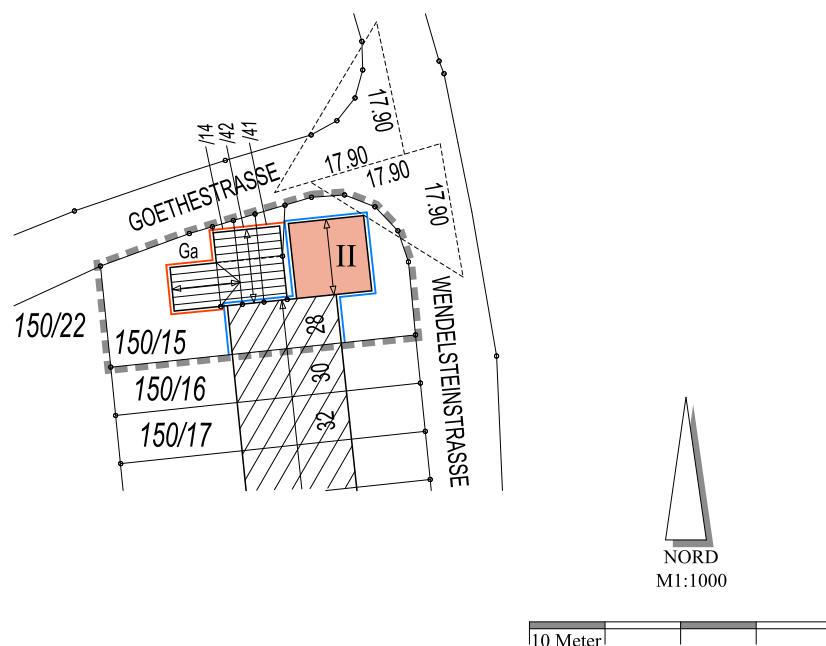 17.90
/14
/42
/41
17.90
17.90
17.90
GOETHESTRASSE
Ga
II
WENDELSTEINSTRASSE
150/22
150/15
28
150/16
30
150/17
32
NORD
M1:1000
10 Meter